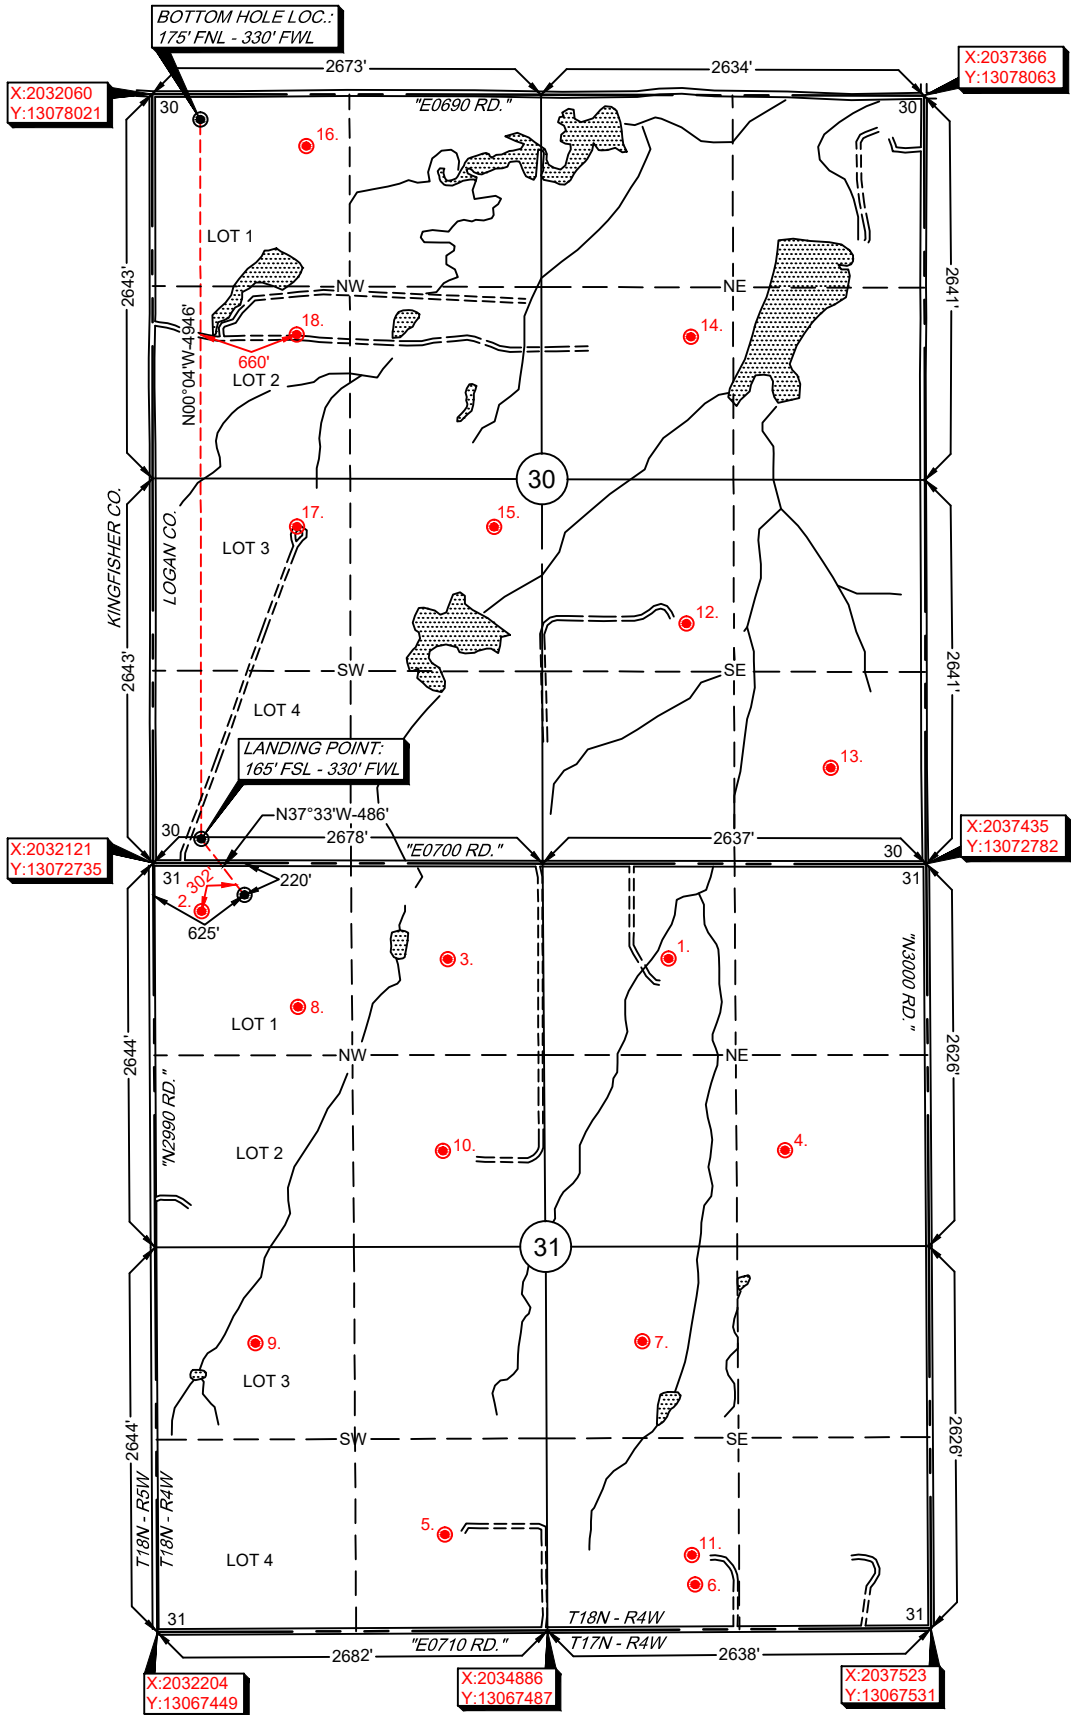 BOTTOM HOLE LOC.:
175' FNL - 330' FWL
2673'
2634'
X:2037366
Y:13078063
X:2032060
Y:13078021
30
"E0690 RD."
30
16.
LOT 1
2643'
NW
NE
2641'
N00°04'W-4946'
18.
14.
660'
LOT 2
30
KINGFISHER CO.
LOGAN CO.
17.
15.
LOT 3
12.
2643'
SW
SE
2641'
LOT 4
LANDING POINT:
165' FSL - 330' FWL
13.
N37°33'W-486'
30
2678'
"E0700 RD."
2637'
30
X:2037435
Y:13072782
X:2032121
Y:13072735
31
302'
220'
31
2.
625'
3.
1.
"N3000 RD."
8.
LOT 1
2644'
NW
NE
2626'
"N2990 RD."
LOT 2
10.
4.
31
9.
7.
LOT 3
2644'
SW
SE
2626'
T18N - R5W
T18N - R4W
5.
11.
LOT 4
6.
31
T18N - R4W
31
"E0710 RD."
T17N - R4W
2682'
2638'
X:2032204
Y:13067449
X:2034886
Y:13067487
X:2037523
Y:13067531